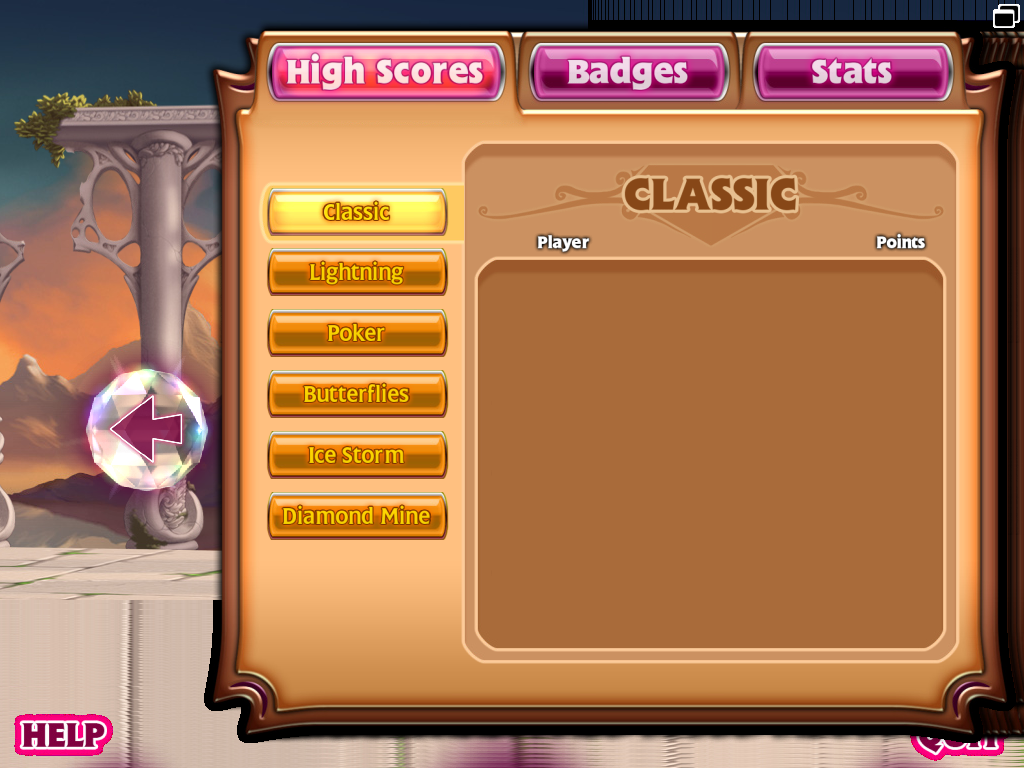 High Scores
Badges
Stats
Classic
Lightning
Poker
Butterflies
Ice Storm
Diamond Mine
CLASSIC
Player
Points
HELP